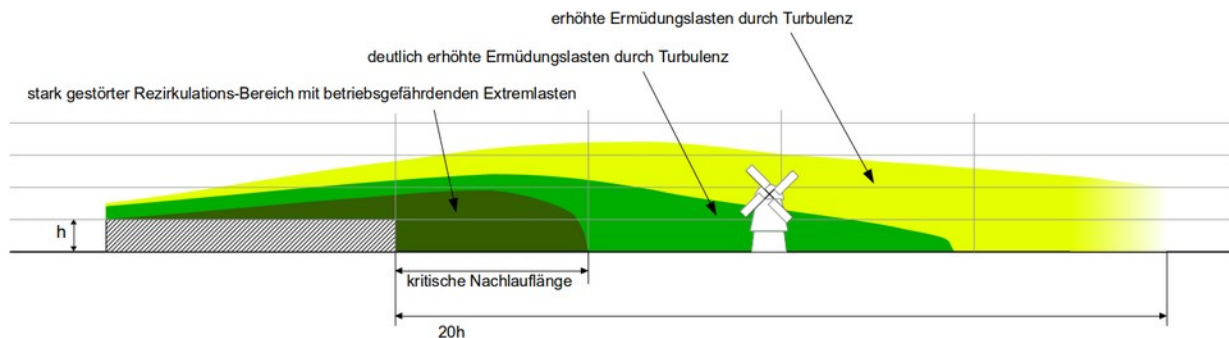 erhöhte Ermüdungslasten durch Turbulenz
deutlich erhöhte Ermüdungslasten durch Turbulenz
stark gestörter Rezirkulations-Bereich mit betriebsgefährdenden Extremlasten
h
kritische Nachlauflänge
20h